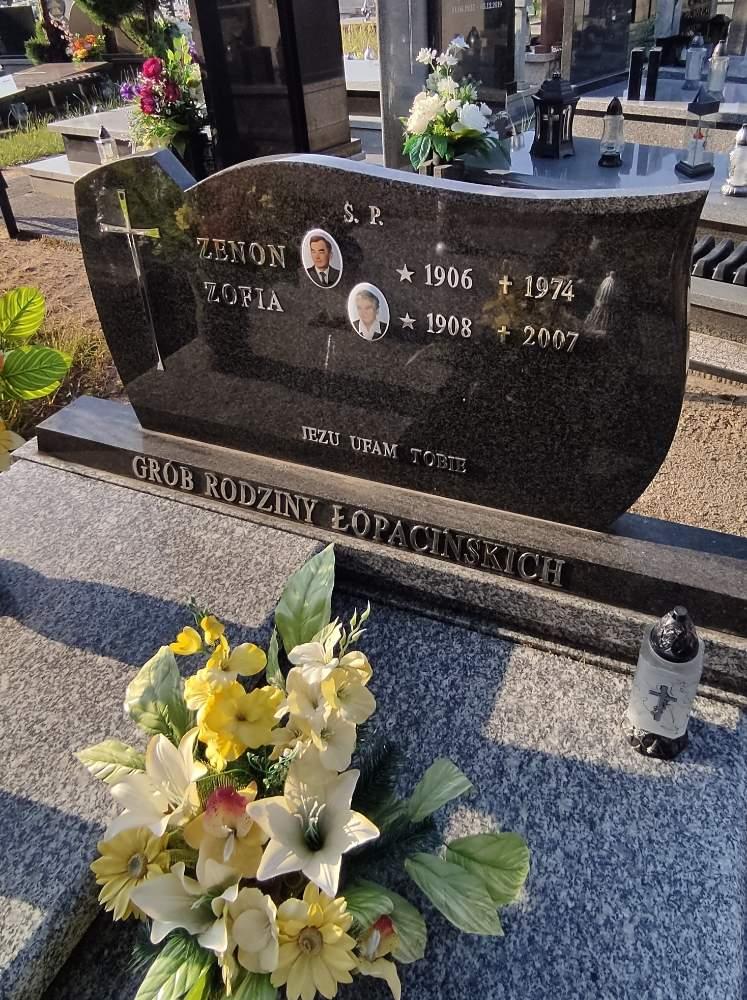 Ś. P.
ZENON ★ 1906 + 1974
ZOFIA ★ 1908 + 2007
JEZU UFAM TOBIE
GRÓB RODZINY ŁOPACIŃSKICH